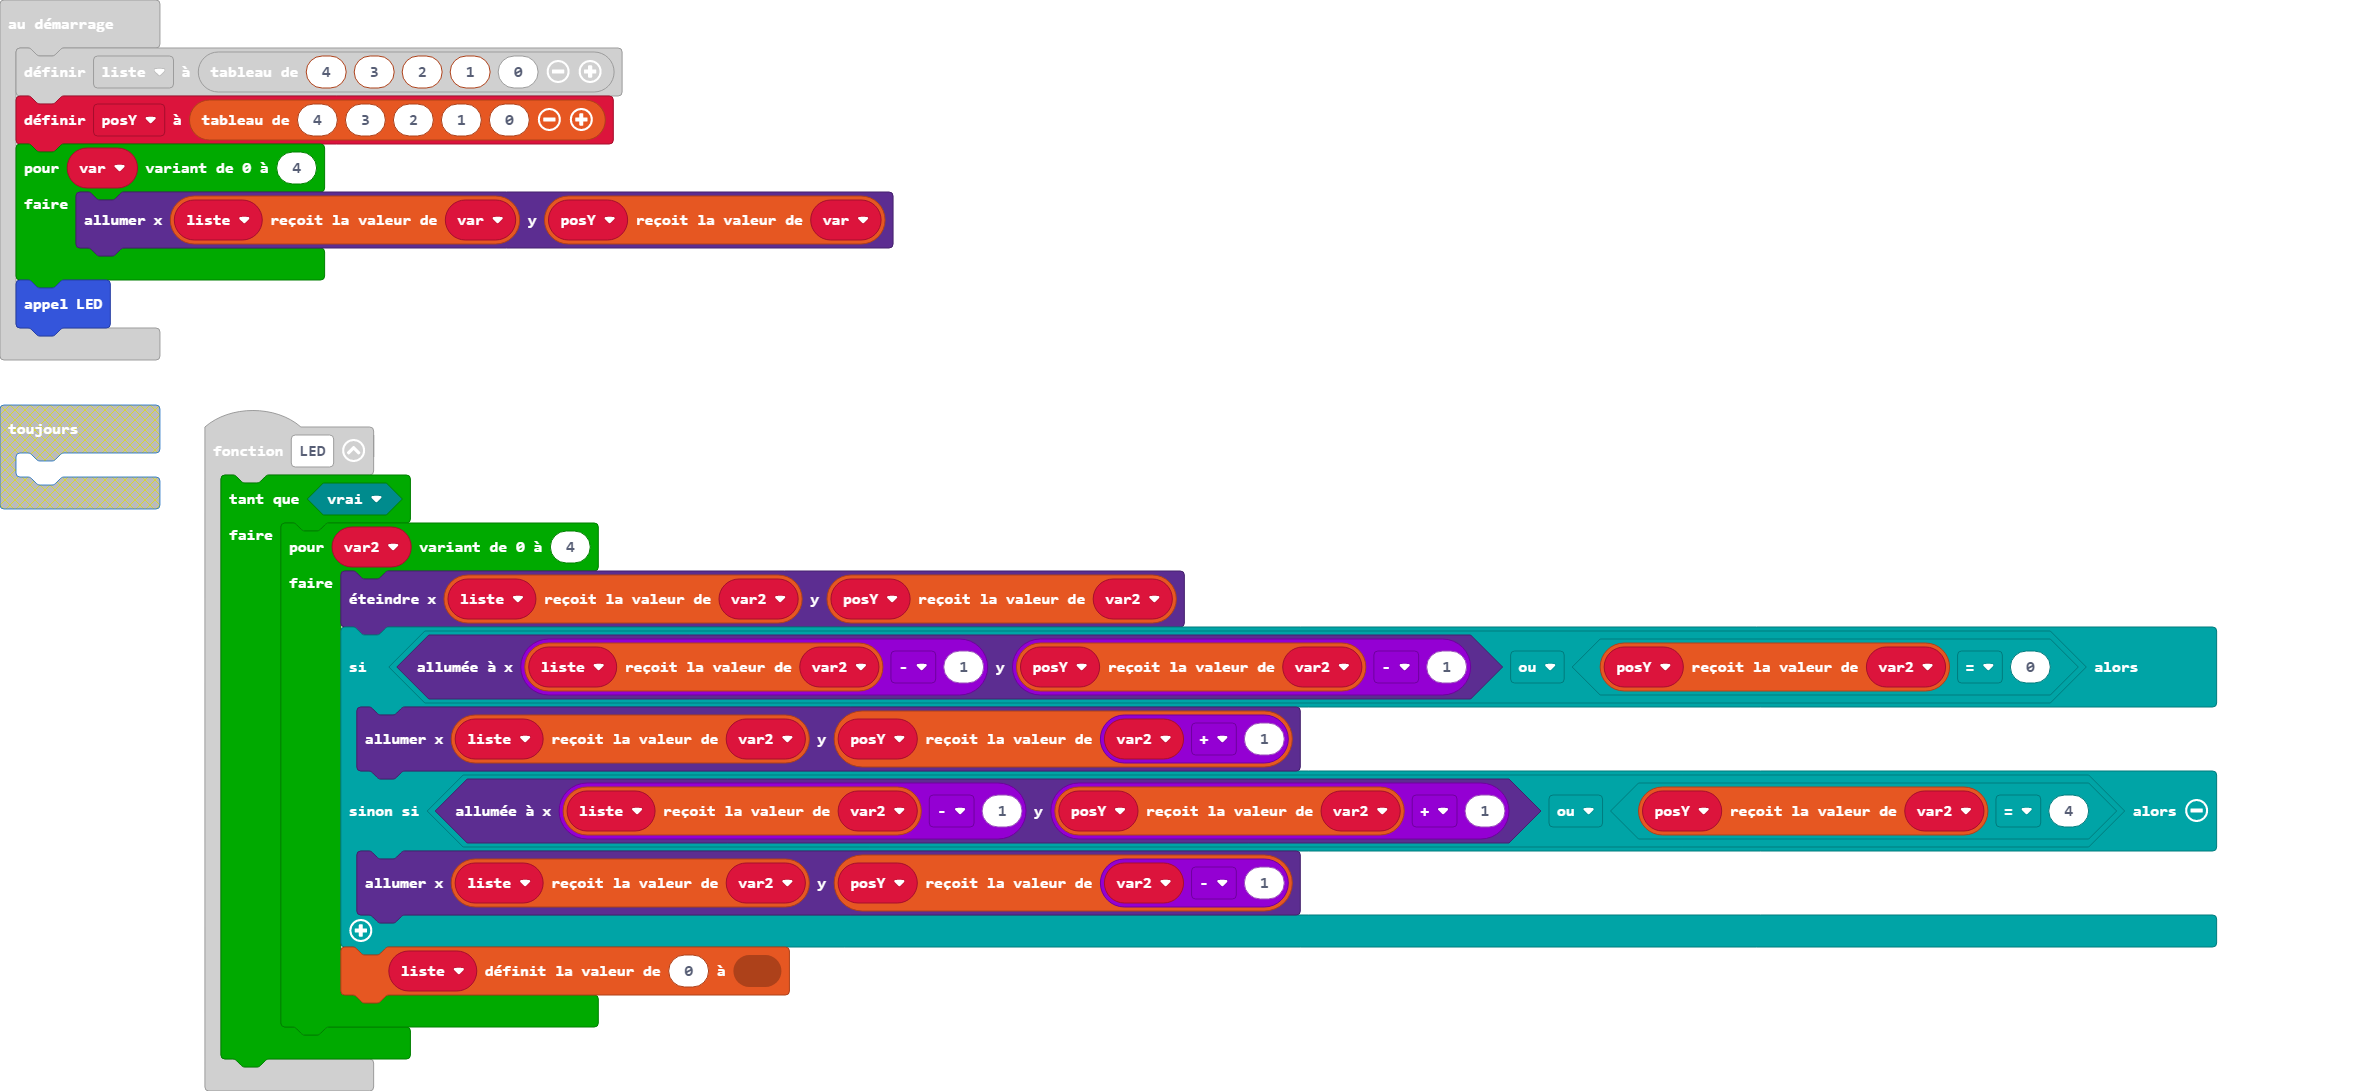 au démarrage
définir liste à tableau de 4 3 2 1 0
définir posY à tableau de 4 3 2 1 0
pour var variant de 0 à 4
faire
allumer x liste reçoit la valeur de var y posY reçoit la valeur de var
appel LED
toujours
fonction LED
tant que vrai
faire
pour var2 variant de 0 à 4
faire
éteindre x liste reçoit la valeur de var2 y posY reçoit la valeur de var2
si allumée à x liste reçoit la valeur de var2 - 1 y posY reçoit la valeur de var2 - 1 ou posY reçoit la valeur de var2 = 0 alors
allumer x liste reçoit la valeur de var2 y posY reçoit la valeur de var2 + 1
sinon si allumée à x liste reçoit la valeur de var2 - 1 y posY reçoit la valeur de var2 + 1 ou posY reçoit la valeur de var2 = 4 alors
allumer x liste reçoit la valeur de var2 y posY reçoit la valeur de var2 - 1
liste définit la valeur de 0 à